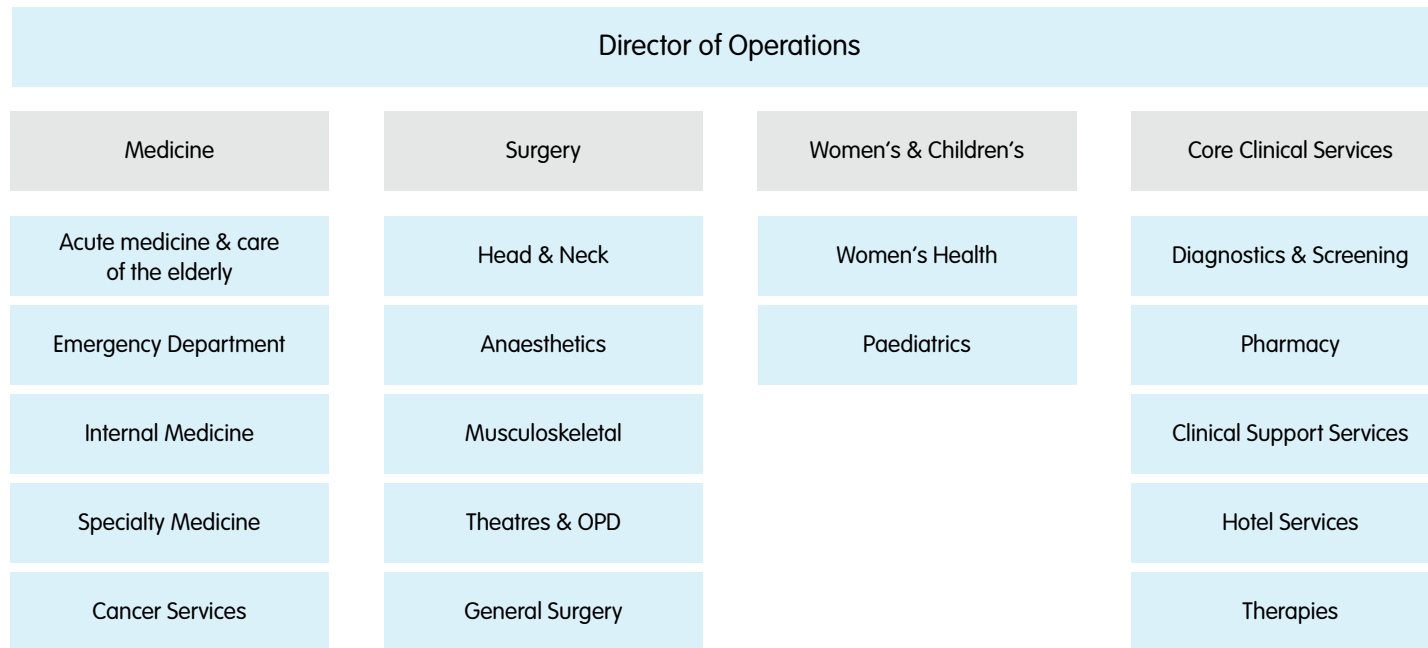 Director of Operations
Medicine
Surgery
Women's & Children's
Core Clinical Services
Acute medicine & care
of the elderly
Head & Neck
Women's Health
Diagnostics & Screening
Emergency Department
Anaesthetics
Paediatrics
Pharmacy
Internal Medicine
Musculoskeletal
Clinical Support Services
Specialty Medicine
Theatres & OPD
Hotel Services
Cancer Services
General Surgery
Therapies